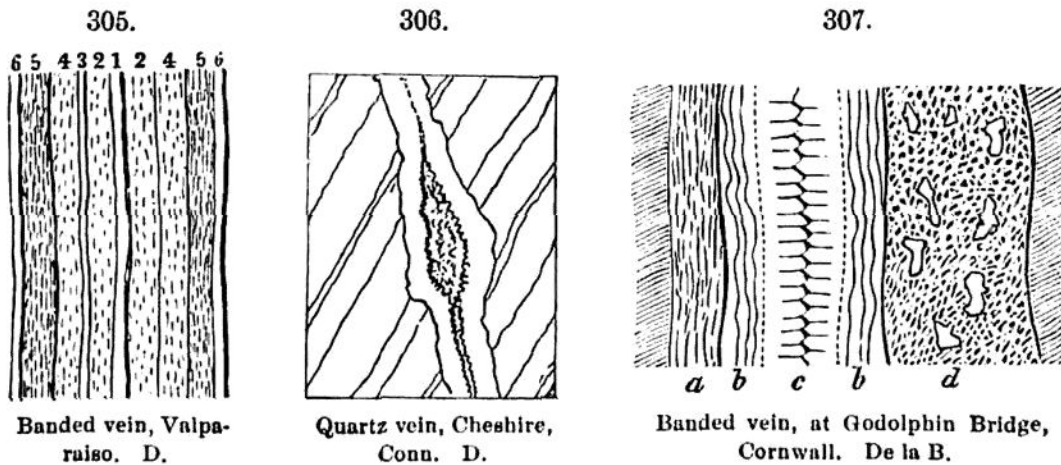 305.
306.
307.
6 5 4 3 2 1 2 4 5 6
a b c b d
Banded vein, Valpa-
raiso. D.
Quartz vein, Cheshire,
Conn. D.
Banded vein, at Godolphin Bridge,
Cornwall. De la B.